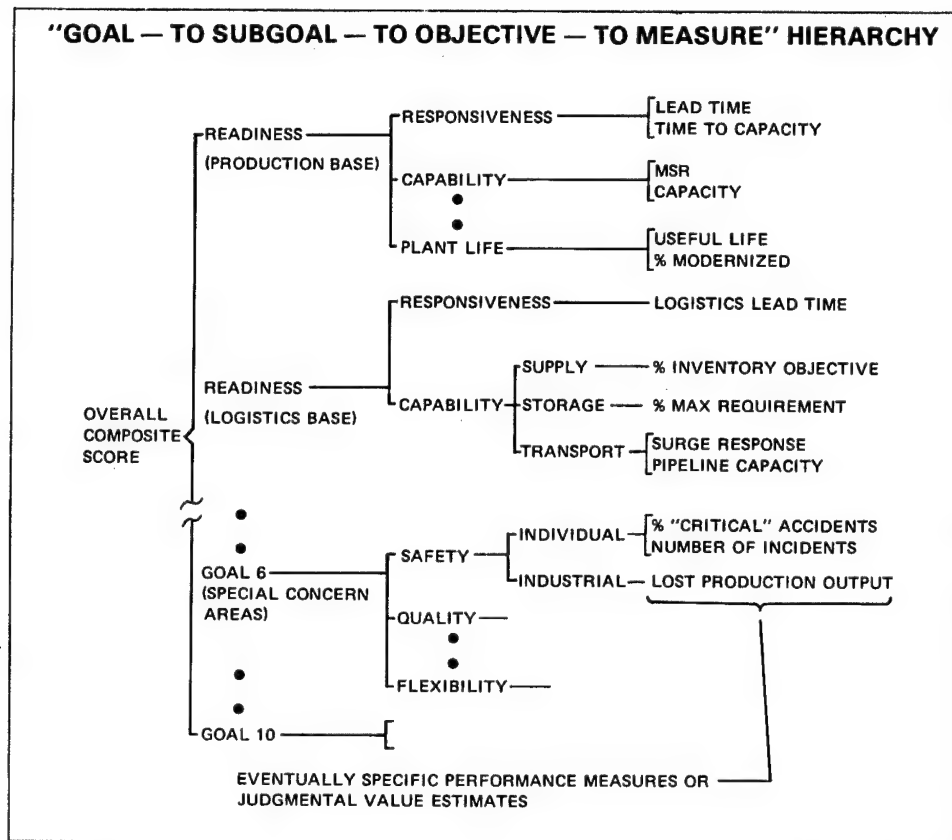 "GOAL — TO SUBGOAL — TO OBJECTIVE — TO MEASURE" HIERARCHY
RESPONSIVENESS
LEAD TIME
TIME TO CAPACITY
READINESS
(PRODUCTION BASE)
CAPABILITY
MSR
CAPACITY
PLANT LIFE
USEFUL LIFE
% MODERNIZED
RESPONSIVENESS
LOGISTICS LEAD TIME
READINESS
(LOGISTICS BASE)
CAPABILITY
SUPPLY
% INVENTORY OBJECTIVE
STORAGE
% MAX REQUIREMENT
TRANSPORT
SURGE RESPONSE
PIPELINE CAPACITY
OVERALL
COMPOSITE
SCORE
GOAL 6
(SPECIAL CONCERN
AREAS)
SAFETY
INDIVIDUAL
% "CRITICAL" ACCIDENTS
NUMBER OF INCIDENTS
INDUSTRIAL
LOST PRODUCTION OUTPUT
QUALITY
FLEXIBILITY
GOAL 10
EVENTUALLY SPECIFIC PERFORMANCE MEASURES OR
JUDGMENTAL VALUE ESTIMATES